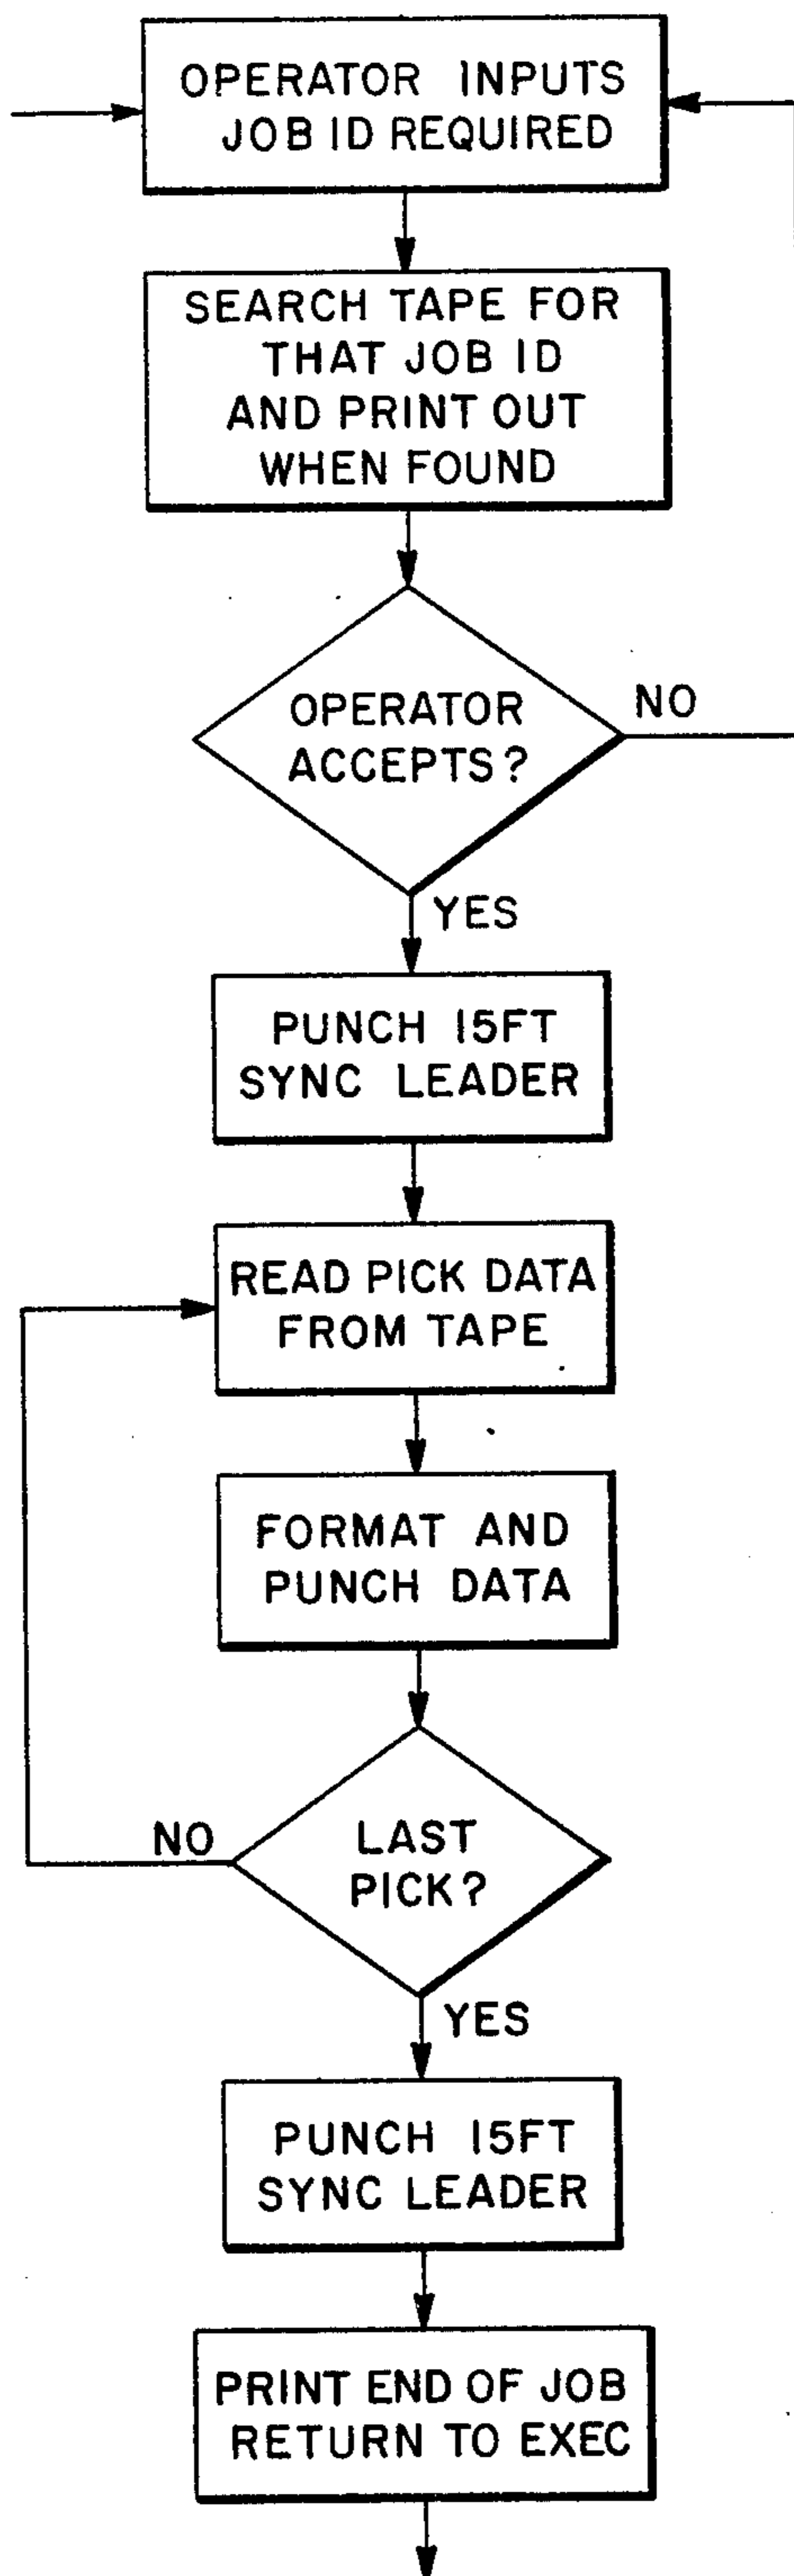 OPERATOR INPUTS
JOB ID REQUIRED
SEARCH TAPE FOR
THAT JOB ID
AND PRINT OUT
WHEN FOUND
OPERATOR
ACCEPTS?
NO
YES
PUNCH 15FT
SYNC LEADER
READ PICK DATA
FROM TAPE
FORMAT AND
PUNCH DATA
LAST
PICK?
NO
YES
PUNCH 15FT
SYNC LEADER
PRINT END OF JOB
RETURN TO EXEC